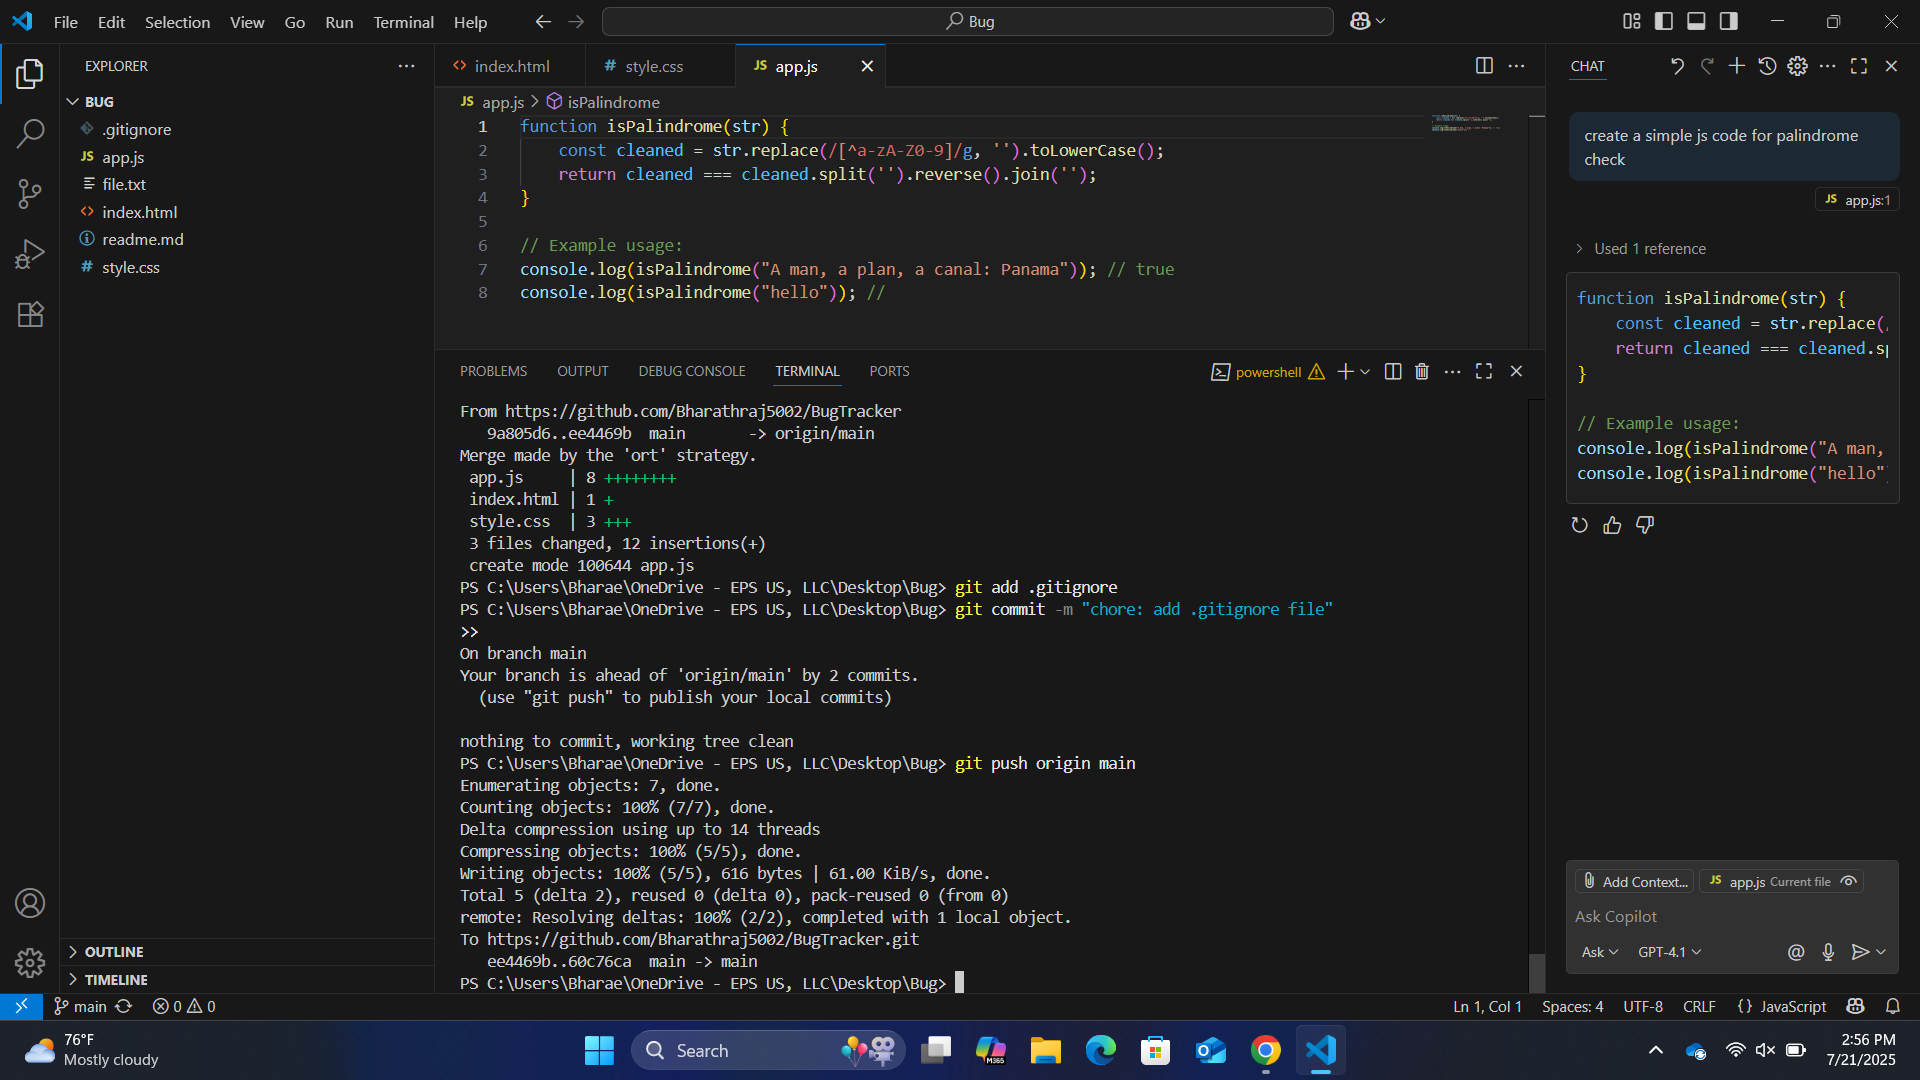 File Edit Selection View Go Run Terminal Help
Bug
EXPLORER
BUG
.gitignore
JS app.js
file.txt
index.html
readme.md
# style.css
OUTLINE
TIMELINE
<> index.html
# style.css
JS app.js
JS app.js > isPalindrome
1 function isPalindrome(str) {
2 const cleaned = str.replace(/[^a-zA-Z0-9]/g, '').toLowerCase();
3 return cleaned === cleaned.split('').reverse().join('');
4 }
5
6 // Example usage:
7 console.log(isPalindrome("A man, a plan, a canal: Panama")); // true
8 console.log(isPalindrome("hello")); //
PROBLEMS OUTPUT DEBUG CONSOLE TERMINAL PORTS
powershell
From https://github.com/Bharathraj5002/BugTracker
9a805d6..ee4469b main -> origin/main
Merge made by the 'ort' strategy.
app.js | 8 ++++++++
index.html | 1 +
style.css | 3 +++
3 files changed, 12 insertions(+)
create mode 100644 app.js
PS C:\Users\Bharae\OneDrive - EPS US, LLC\Desktop\Bug> git add .gitignore
PS C:\Users\Bharae\OneDrive - EPS US, LLC\Desktop\Bug> git commit -m "chore: add .gitignore file"
>>
On branch main
Your branch is ahead of 'origin/main' by 2 commits.
(use "git push" to publish your local commits)
nothing to commit, working tree clean
PS C:\Users\Bharae\OneDrive - EPS US, LLC\Desktop\Bug> git push origin main
Enumerating objects: 7, done.
Counting objects: 100% (7/7), done.
Delta compression using up to 14 threads
Compressing objects: 100% (5/5), done.
Writing objects: 100% (5/5), 616 bytes | 61.00 KiB/s, done.
Total 5 (delta 2), reused 0 (delta 0), pack-reused 0 (from 0)
remote: Resolving deltas: 100% (2/2), completed with 1 local object.
To https://github.com/Bharathraj5002/BugTracker.git
ee4469b..60c76ca main -> main
PS C:\Users\Bharae\OneDrive - EPS US, LLC\Desktop\Bug>
CHAT
create a simple js code for palindrome
check
JS app.js:1
> Used 1 reference
function isPalindrome(str) {
const cleaned = str.replace(/
return cleaned === cleaned.sp
}
// Example usage:
console.log(isPalindrome("A man,
console.log(isPalindrome("hello"
Add Context...
JS app.js Current file
Ask Copilot
Ask
GPT-4.1
main
0 0
Ln 1, Col 1 Spaces: 4 UTF-8 CRLF {} JavaScript
76°F
Mostly cloudy
Search
M365
2:56 PM
7/21/2025